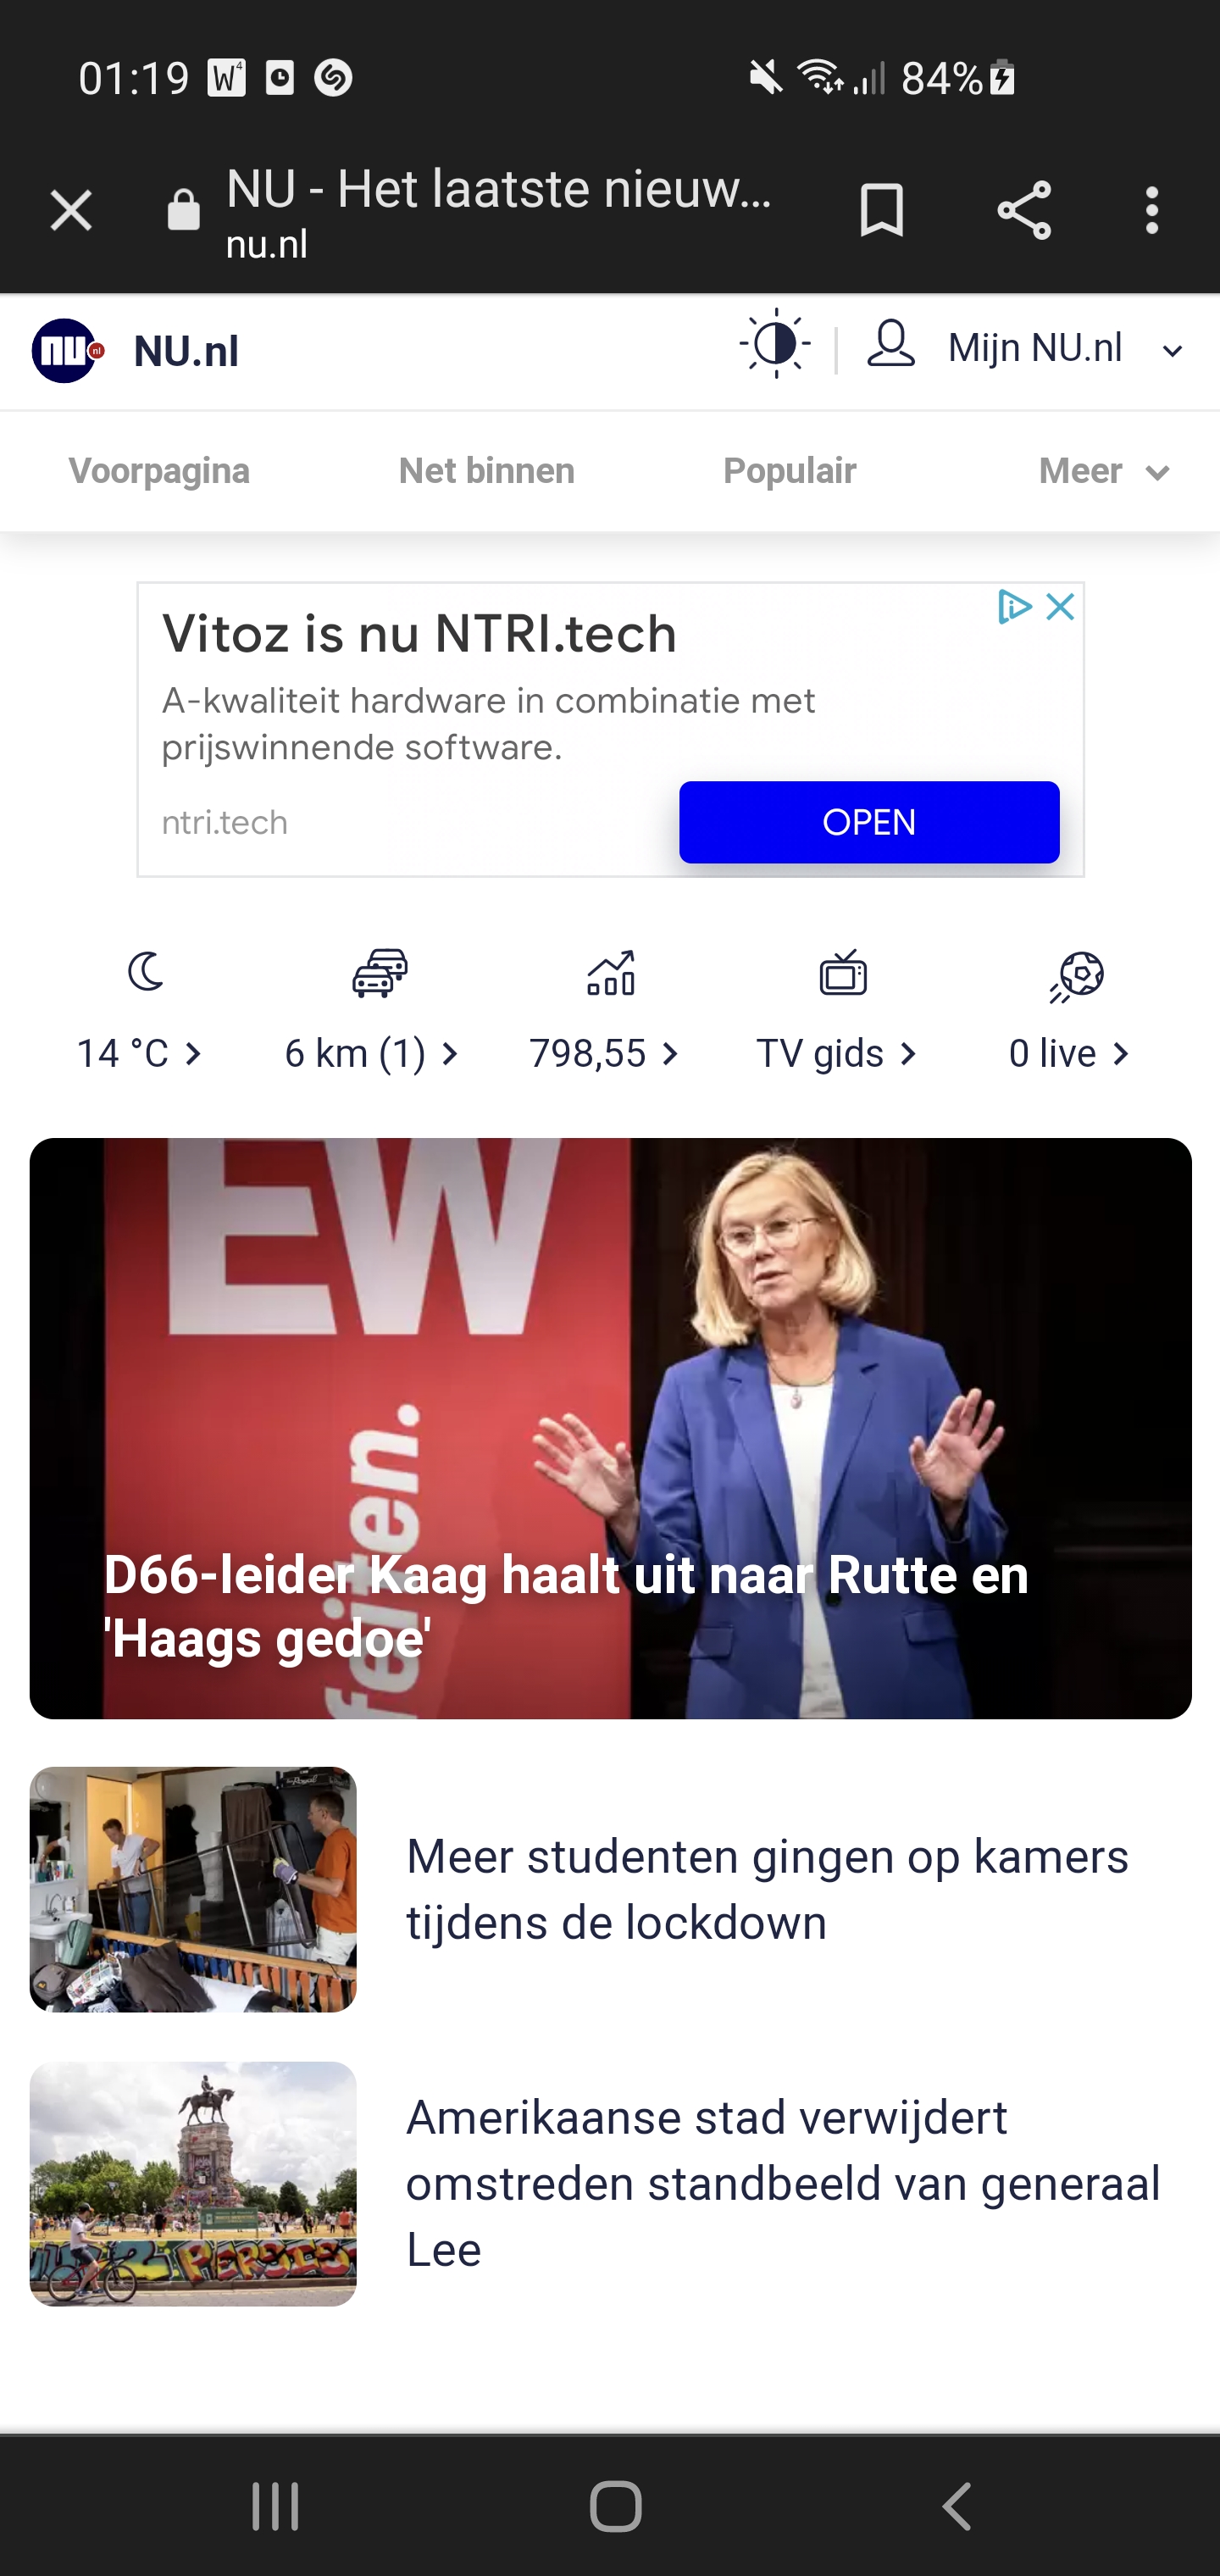 01:19
84%
NU - Het laatste nieuw...
nu.nl
NU.nl
Mijn NU.nl
Voorpagina
Net binnen
Populair
Meer
Vitoz is nu NTRI.tech
A-kwaliteit hardware in combinatie met
prijswinnende software.
ntri.tech
OPEN
14 °C
6 km (1)
798,55
TV gids
0 live
EW
feiten.
D66-leider Kaag haalt uit naar Rutte en
'Haags gedoe'
Meer studenten gingen op kamers
tijdens de lockdown
Amerikaanse stad verwijdert
omstreden standbeeld van generaal
Lee